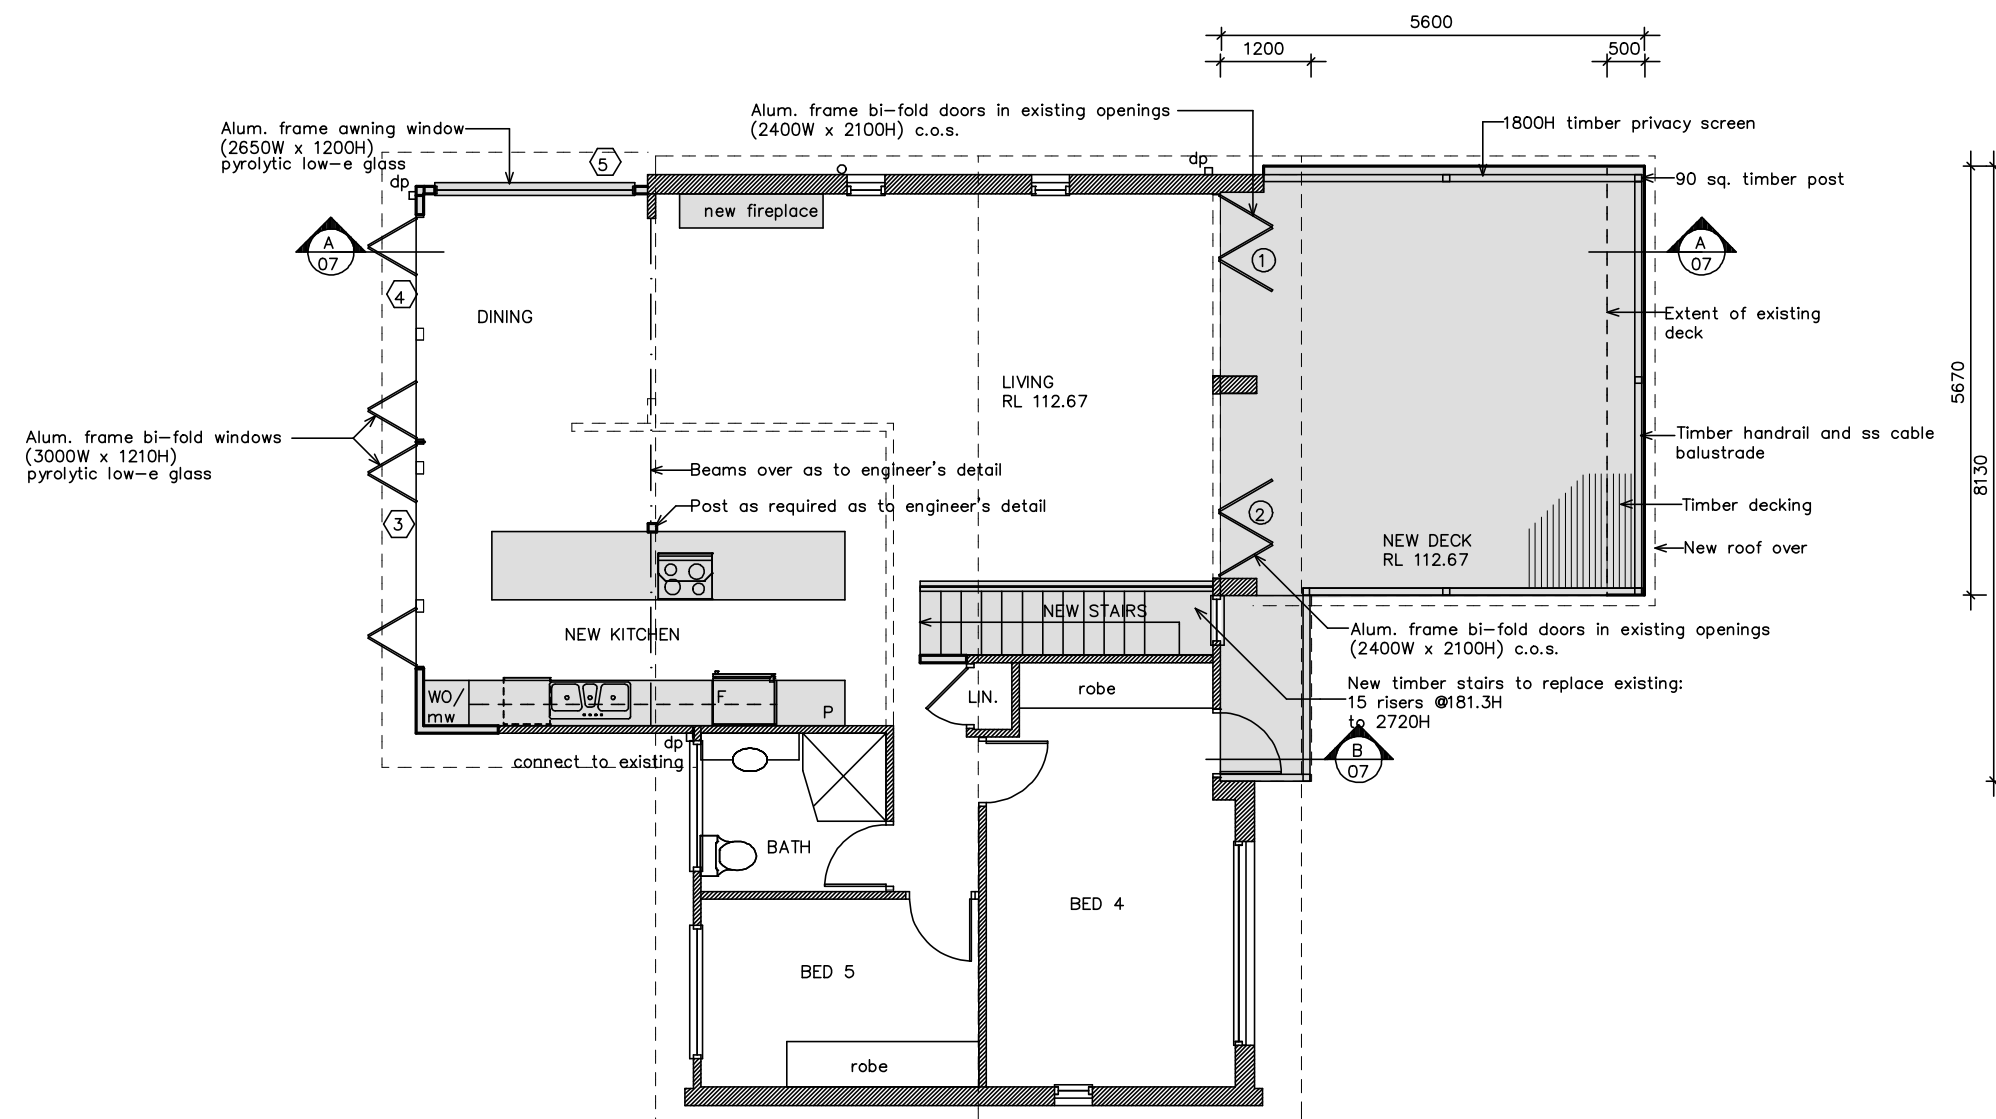 5600
1200
500
Alum. frame bi-fold doors in existing openings
(2400W x 2100H) c.o.s.
Alum. frame awning window
(2650W x 1200H)
pyrolytic low-e glass
1800H timber privacy screen
5
dp
dp
90 sq. timber post
new fireplace
A
07
1
A
07
4
DINING
Extent of existing
deck
LIVING
RL 112.67
5670
Alum. frame bi-fold windows
(3000W x 1210H)
pyrolytic low-e glass
Timber handrail and ss cable
balustrade
Beams over as to engineer's detail
8130
Post as required as to engineer's detail
3
2
Timber decking
NEW DECK
RL 112.67
New roof over
NEW STAIRS
NEW KITCHEN
Alum. frame bi-fold doors in existing openings
(2400W x 2100H) c.o.s.
WO/
mw
F
P
LIN.
robe
New timber stairs to replace existing:
15 risers @181.3H
to 2720H
dp
connect to existing
B
07
BATH
BED 4
BED 5
robe